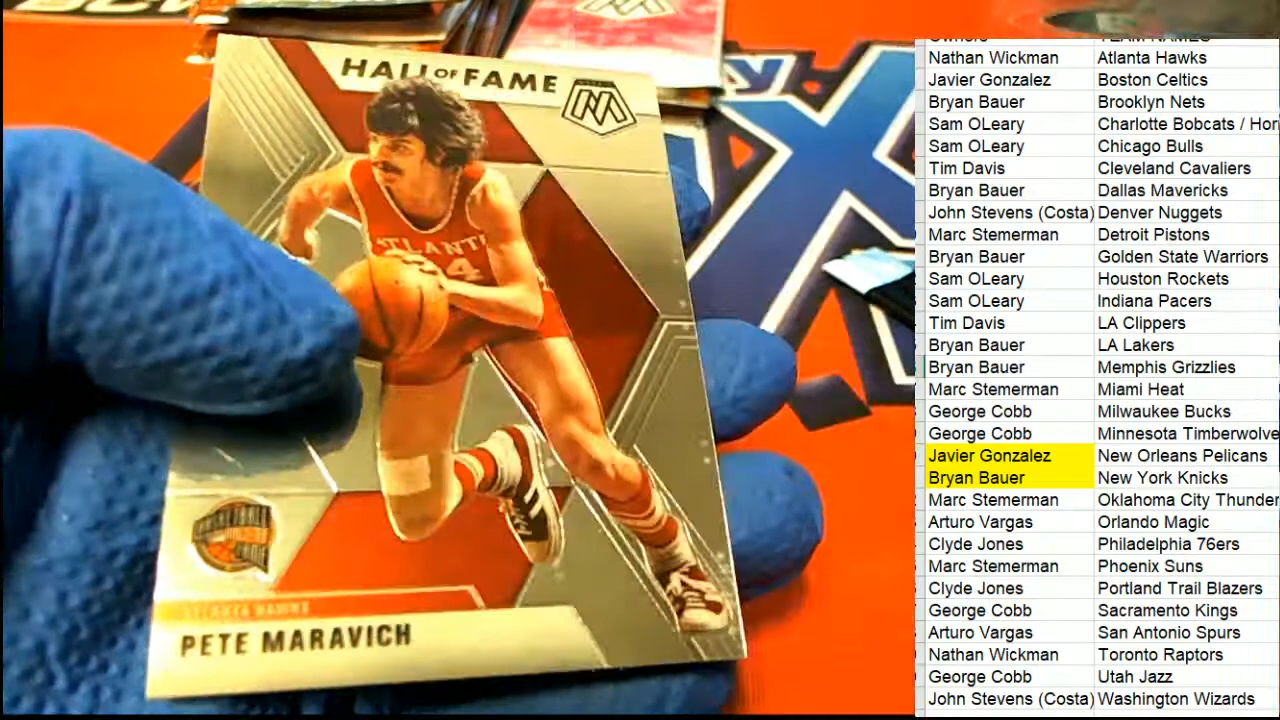 HALL OF FAME
ATLANTA HAWKS
PETE MARAVICH
Owners TEAM NAMES
Nathan Wickman Atlanta Hawks
Javier Gonzalez Boston Celtics
Bryan Bauer Brooklyn Nets
Sam OLeary Charlotte Bobcats / Hor
Sam OLeary Chicago Bulls
Tim Davis Cleveland Cavaliers
Bryan Bauer Dallas Mavericks
John Stevens (Costa) Denver Nuggets
Marc Stemerman Detroit Pistons
Bryan Bauer Golden State Warriors
Sam OLeary Houston Rockets
Sam OLeary Indiana Pacers
Tim Davis LA Clippers
Bryan Bauer LA Lakers
Bryan Bauer Memphis Grizzlies
Marc Stemerman Miami Heat
George Cobb Milwaukee Bucks
George Cobb Minnesota Timberwolve
Javier Gonzalez New Orleans Pelicans
Bryan Bauer New York Knicks
Marc Stemerman Oklahoma City Thunder
Arturo Vargas Orlando Magic
Clyde Jones Philadelphia 76ers
Marc Stemerman Phoenix Suns
Clyde Jones Portland Trail Blazers
George Cobb Sacramento Kings
Arturo Vargas San Antonio Spurs
Nathan Wickman Toronto Raptors
George Cobb Utah Jazz
John Stevens (Costa) Washington Wizards